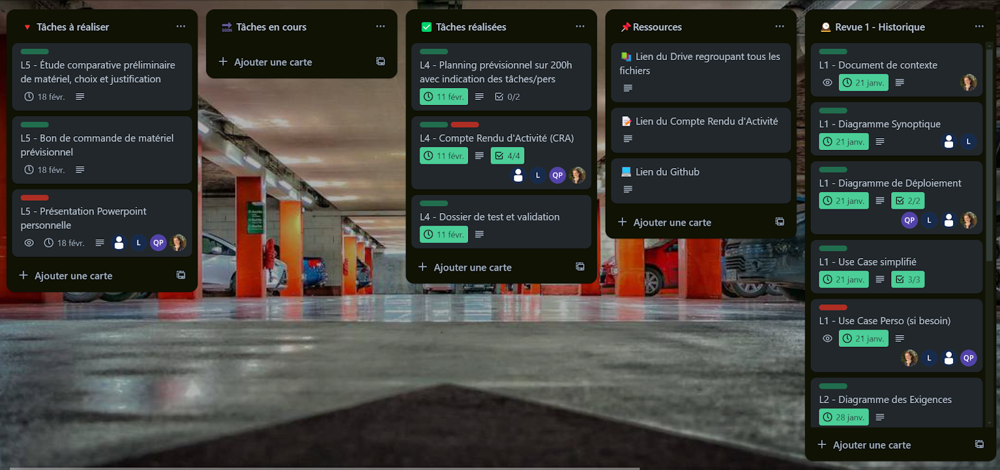 Tâches à réaliser
L5 - Étude comparative préliminaire
de matériel, choix et justification
18 févr.
L5 - Bon de commande de matériel
prévisionnel
18 févr.
L5 - Présentation Powerpoint
personnelle
18 févr.
L
QP
Ajouter une carte
SOON
Tâches en cours
Ajouter une carte
Tâches réalisées
L4 - Planning prévisionnel sur 200h
avec indication des tâches/pers
11 févr.
0/2
L4 - Compte Rendu d'Activité (CRA)
11 févr.
4/4
L
QP
L4 - Dossier de test et validation
11 févr.
Ajouter une carte
Ressources
Lien du Drive regroupant tous les
fichiers
Lien du Compte Rendu d'Activité
Lien du Github
Ajouter une carte
Revue 1 - Historique
L1 - Document de contexte
21 janv.
L1 - Diagramme Synoptique
21 janv.
L
L1 - Diagramme de Déploiement
21 janv.
2/2
QP
L
L1 - Use Case simplifié
21 janv.
3/3
L1 - Use Case Perso (si besoin)
21 janv.
L
QP
L2 - Diagramme des Exigences
28 janv.
Ajouter une carte